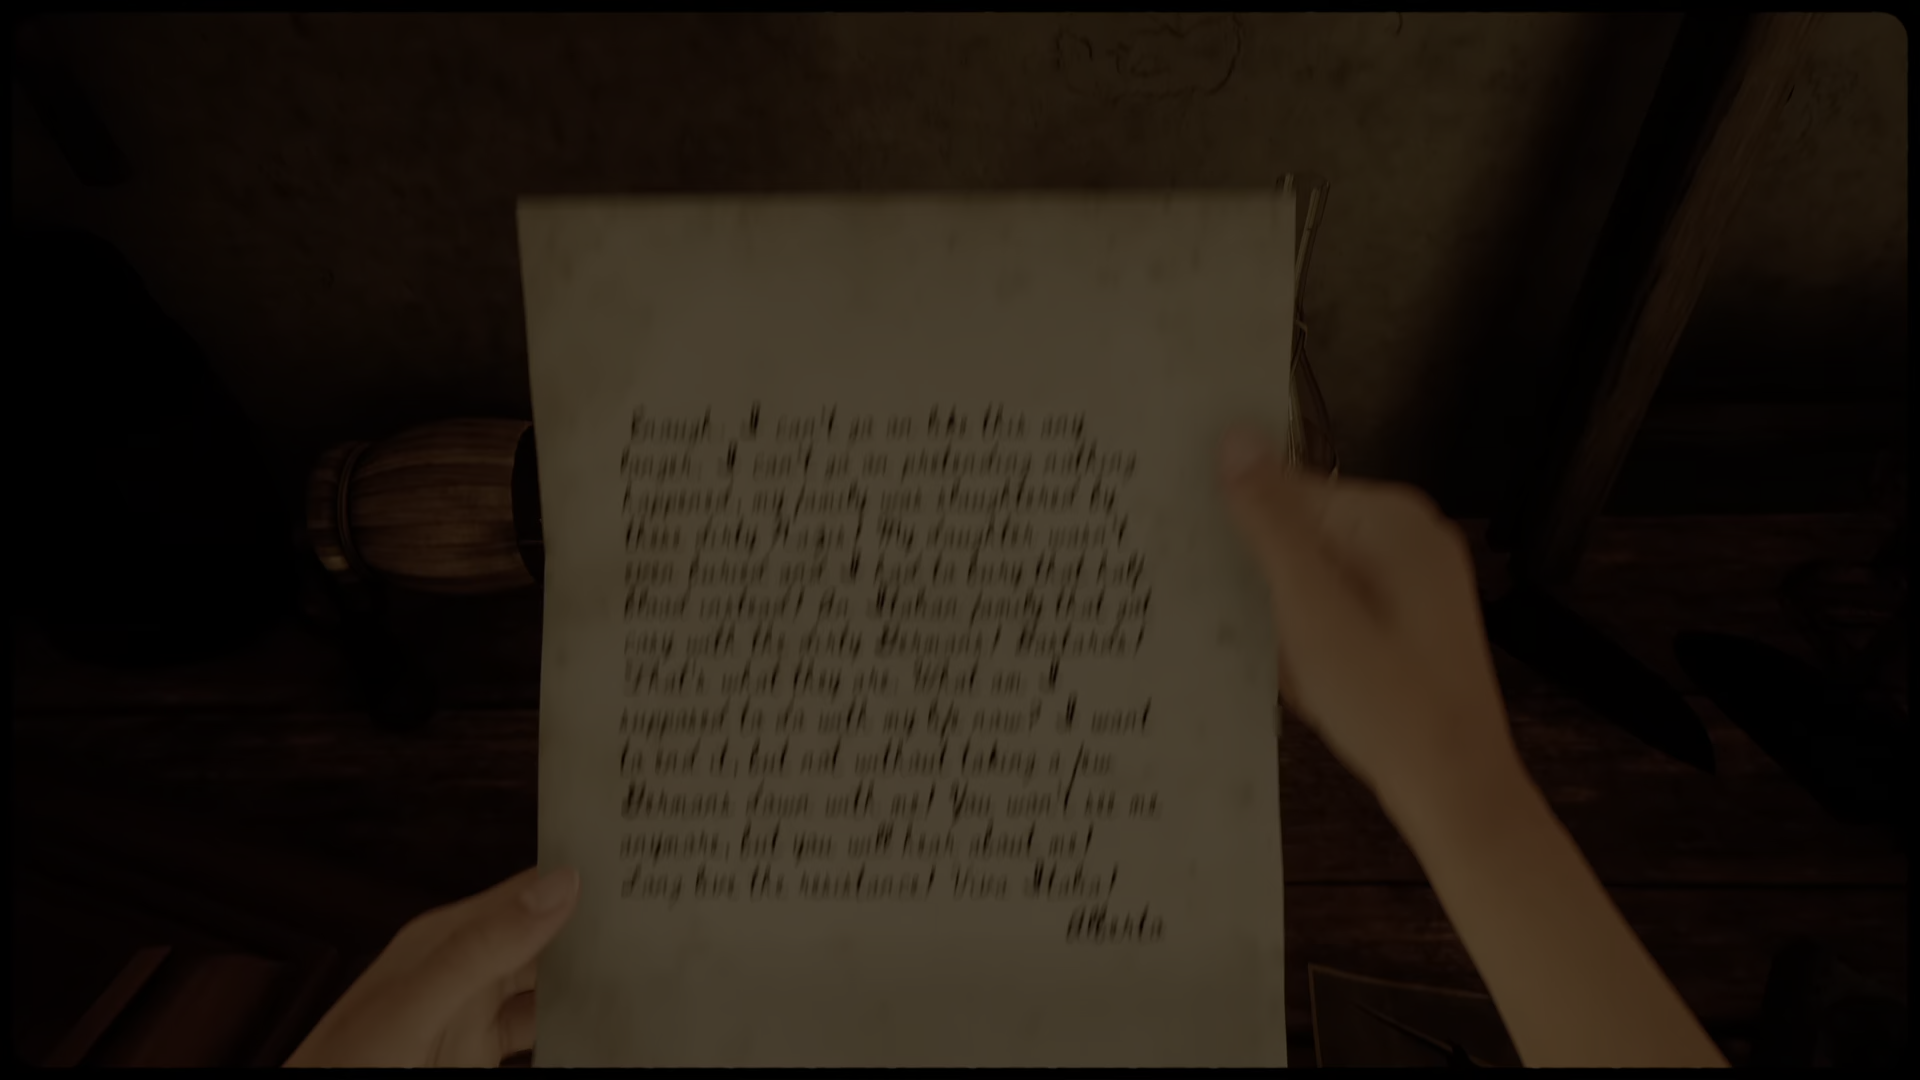 Enough. I can't go on like this any
longer. I can't go on pretending nothing
happened, my family was slaughtered by
those dirty Nazis! My daughter wasn't
even buried and I had to bury that half
blood instead! An Italian family that got
easy with the dirty Germans! Bastards!
That's what they are. What am I
supposed to do with my life now? I want
to end it, but not without taking a few
Germans down with me! You won't see me
anymore, but you will hear about me!
Long live the resistance! Viva Italia!
Alberto